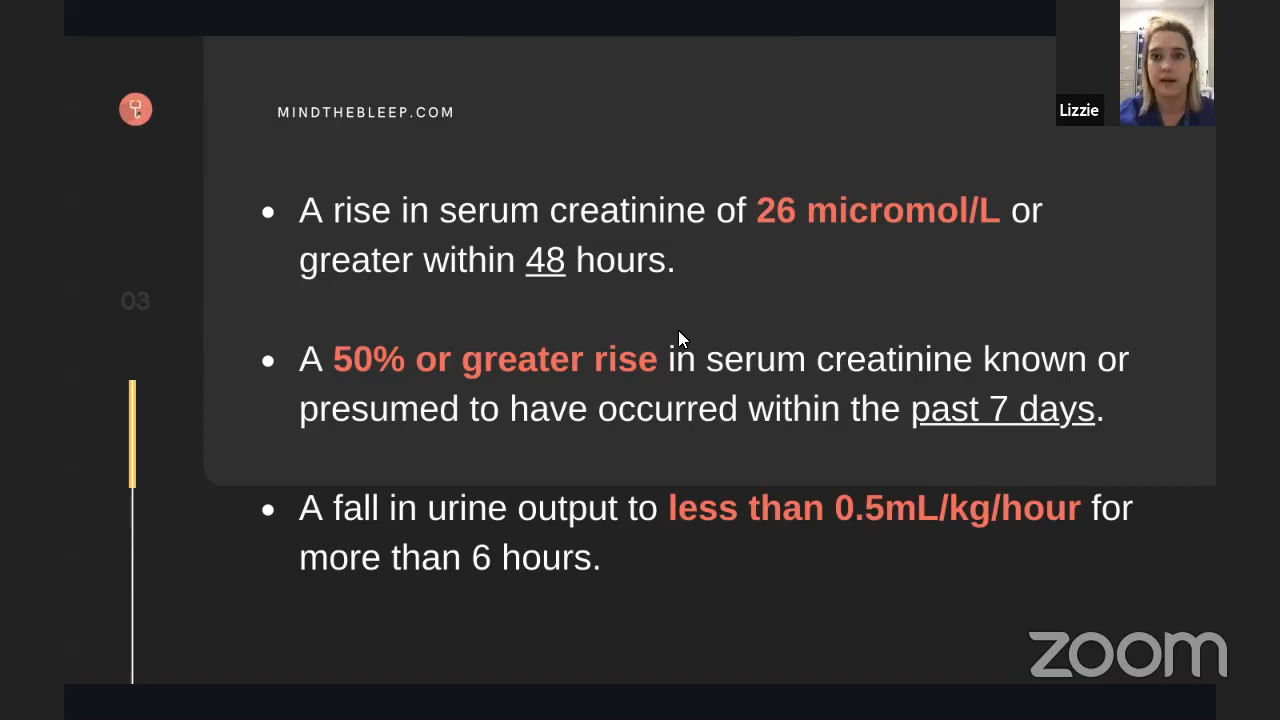 MINDTHEBLEEP.COM
Lizzie
• A rise in serum creatinine of 26 micromol/L or
greater within 48 hours.
03
• A 50% or greater rise in serum creatinine known or
presumed to have occurred within the past 7 days.
• A fall in urine output to less than 0.5mL/kg/hour for
more than 6 hours.
zoom